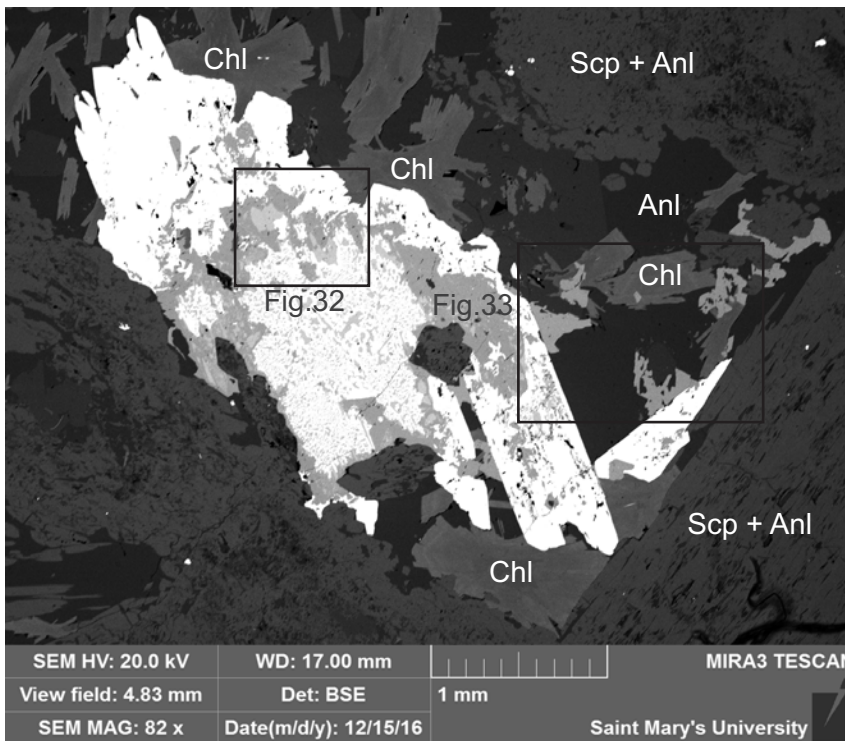 Chl
Scp + Anl
Chl
Anl
Chl
Fig.32
Fig.33
Scp + Anl
Chl
SEM HV: 20.0 kV
WD: 17.00 mm
MIRA3 TESCAN
View field: 4.83 mm
Det: BSE
1 mm
SEM MAG: 82 x
Date(m/d/y): 12/15/16
Saint Mary's University